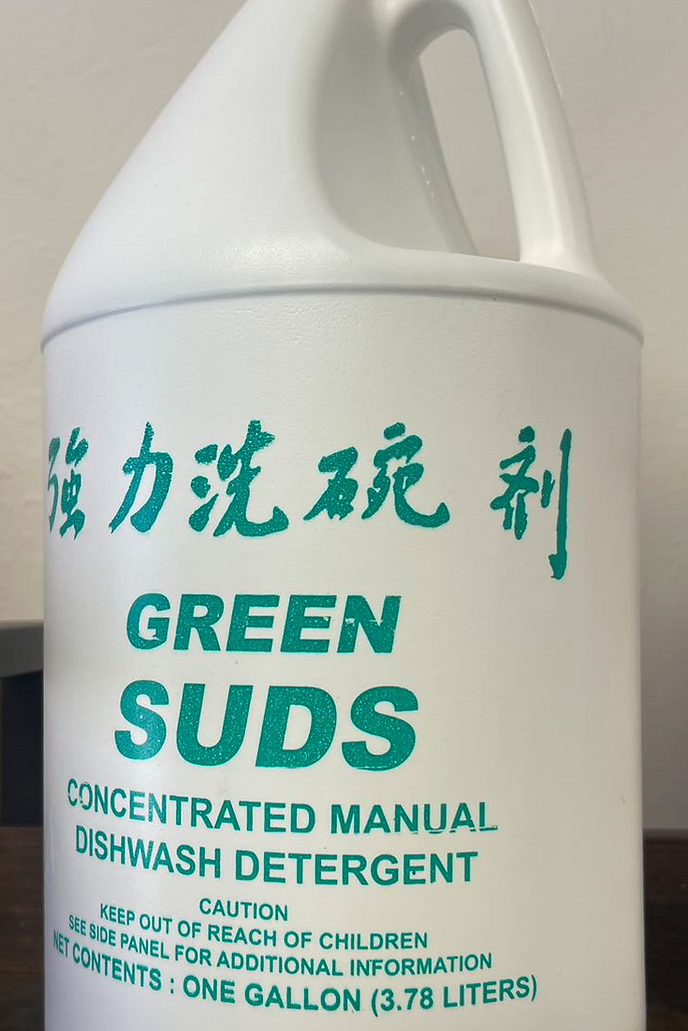 強力洗碗剂
GREEN
SUDS
CONCENTRATED MANUAL
DISHWASH DETERGENT
CAUTION
KEEP OUT OF REACH OF CHILDREN
SEE SIDE PANEL FOR ADDITIONAL INFORMATION
NET CONTENTS : ONE GALLON (3.78 LITERS)